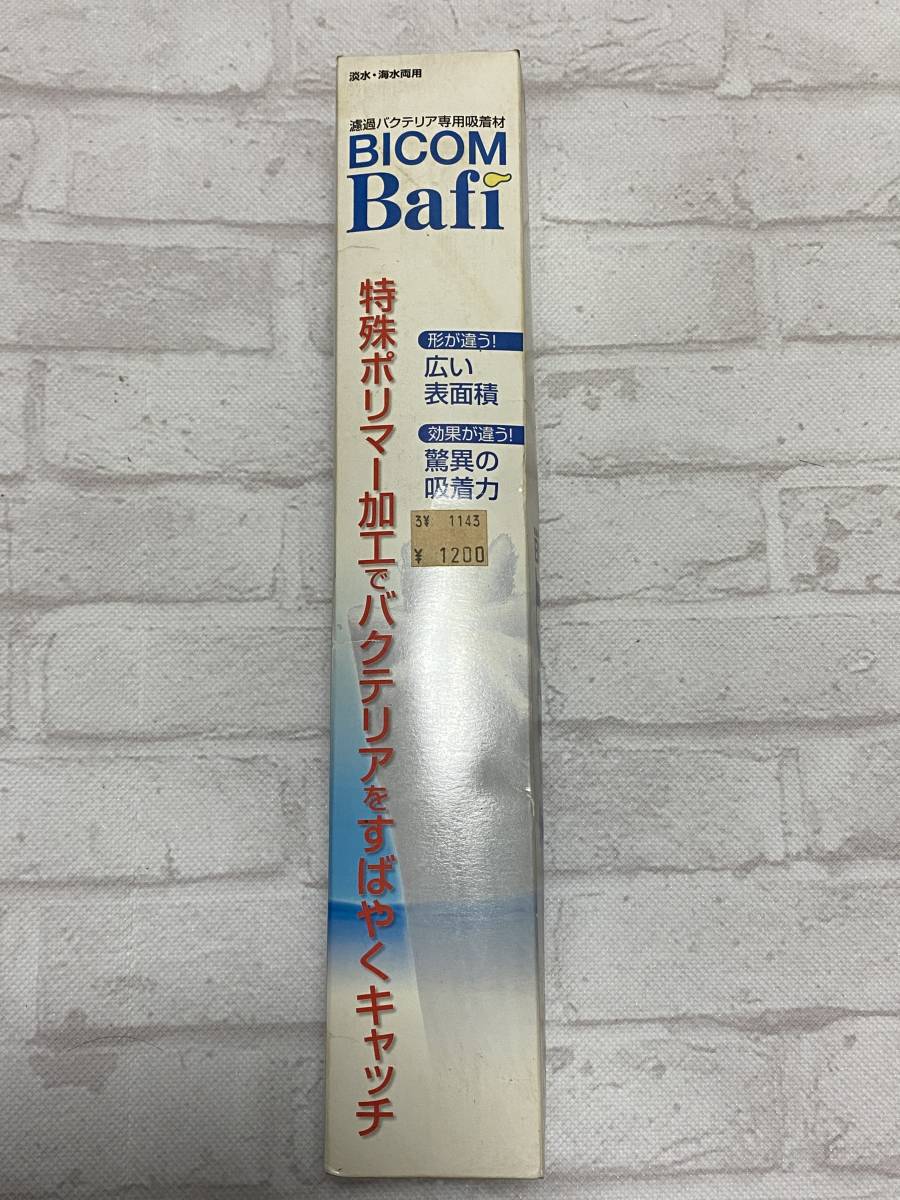 淡水・海水両用
濾過バクテリア専用吸着材
BICOM
Bafi
特殊ポリマー加工でバクテリアをすばやくキャッチ
形が違う!
広い
表面積
効果が違う!
驚異の
吸着力
3¥ 1143
¥ 1200